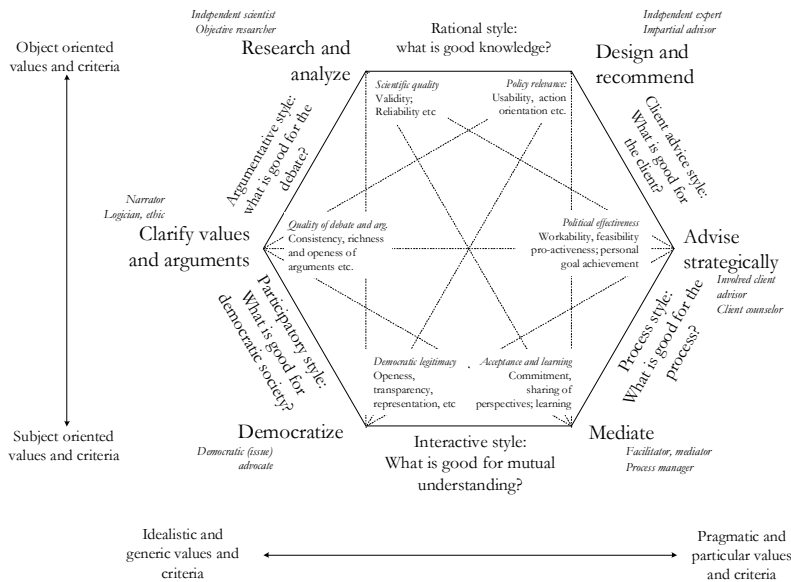 Independent scientist
Objective researcher
Research and
analyze
Rational style:
what is good knowledge?
Independent expert
Impartial advisor
Design and
recommend
Object oriented
values and criteria
Scientific quality
Validity;
Reliability etc
Policy relevance:
Usability, action
orientation etc.
Argumentative style:
what is good for the
debate?
Client advice style:
What is good for
the client?
Narrator
Logician, ethic
Clarify values
and arguments
Quality of debate and arg.
Consistency, richness
and openess of
arguments etc.
Political effectiveness
Workability, feasibility
pro-activeness; personal
goal achievement
Advise
strategically
Involved client
advisor
Client counselor
Participatory style:
What is good for
democratic society?
Process style:
What is good for the
process?
Democratic legitimacy
Openess,
transparency,
representation, etc
Acceptance and learning
Commitment,
sharing of
perspectives; learning
Subject oriented
values and criteria
Democratize
Democratic (issue)
advocate
Interactive style:
What is good for mutual
understanding?
Mediate
Facilitator, mediator
Process manager
Idealistic and
generic values and
criteria
Pragmatic and
particular values
and criteria